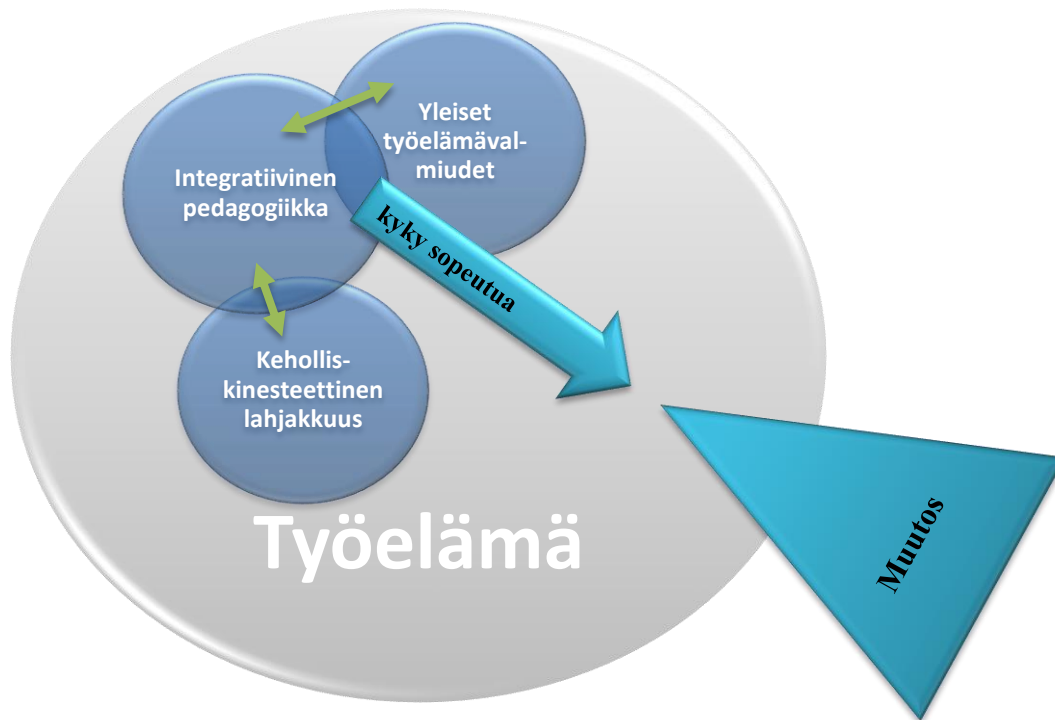 Yleiset
työelämäval-
miudet
Integratiivinen
pedagogiikka
kyky sopeutua
Kehollis-
kinesteettinen
lahjakkuus
Työelämä
Muutos